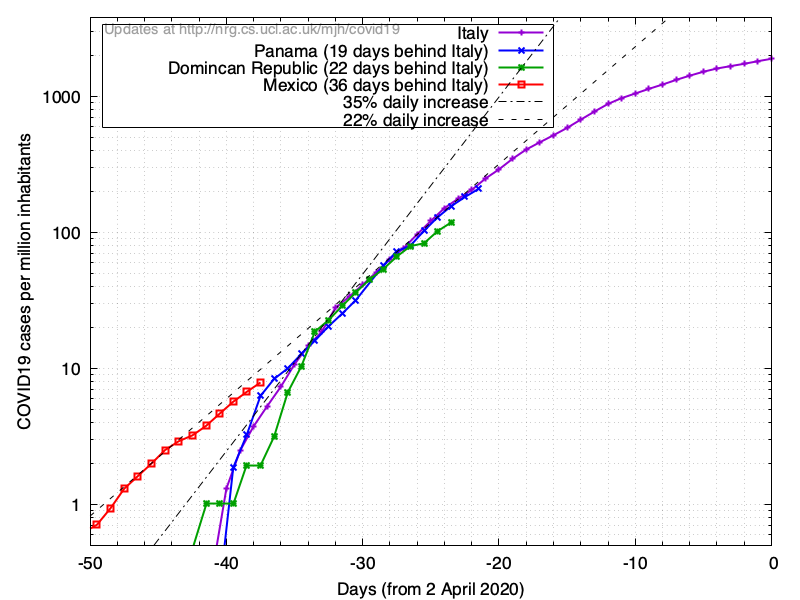 Updates at http://nrg.cs.ucl.ac.uk/mjh/covid19
Italy
Panama (19 days behind Italy)
Domincan Republic (22 days behind Italy)
Mexico (36 days behind Italy)
35% daily increase
22% daily increase
COVID19 cases per million inhabitants
1000
100
10
1
-50
-40
-30
-20
-10
0
Days (from 2 April 2020)